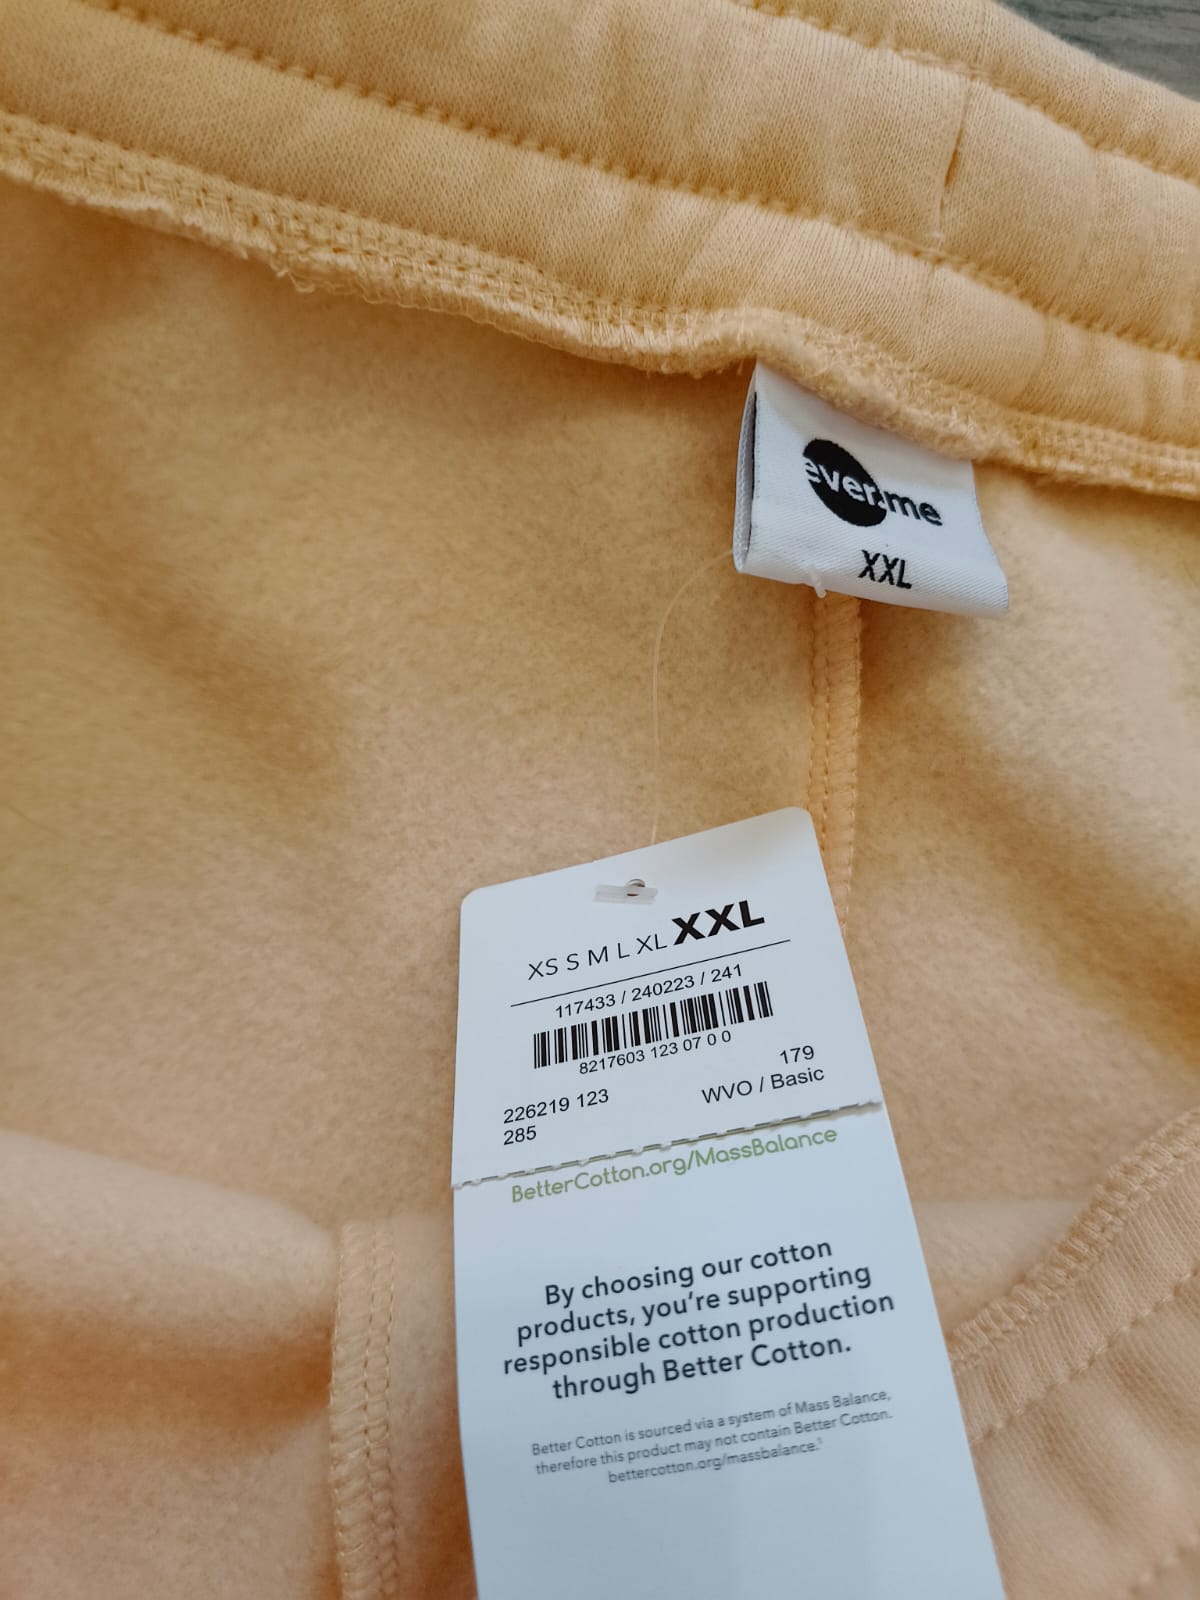 ever.me
XXL
XS S M L XL XXL
117433 / 240223 / 241
8217603 123 07 0 0
179
226219 123
WVO / Basic
285
BetterCotton.org/MassBalance
By choosing our cotton
products, you're supporting
responsible cotton production
through Better Cotton.
Better Cotton is sourced via a system of Mass Balance,
therefore this product may not contain Better Cotton.
bettercotton.org/massbalance.